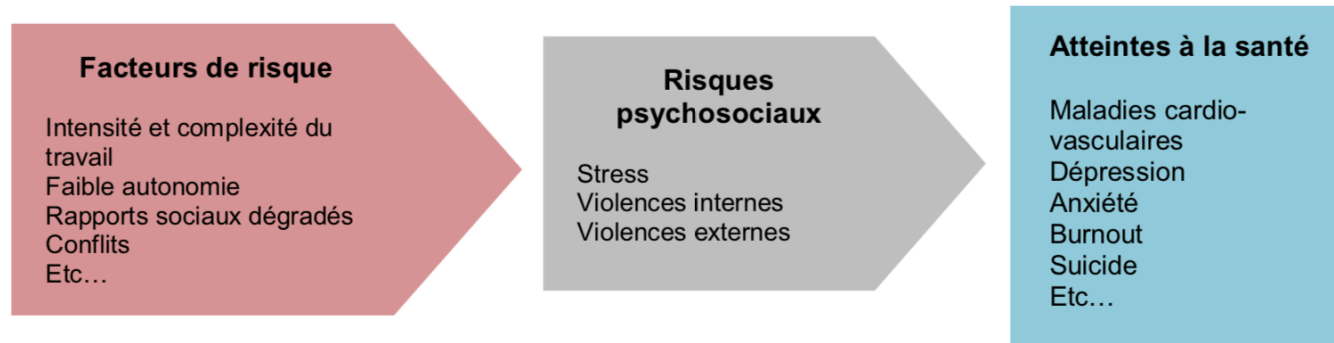 Facteurs de risque
Intensité et complexité du
travail
Faible autonomie
Rapports sociaux dégradés
Conflits
Etc…
Risques
psychosociaux
Stress
Violences internes
Violences externes
Atteintes à la santé
Maladies cardio-
vasculaires
Dépression
Anxiété
Burnout
Suicide
Etc…